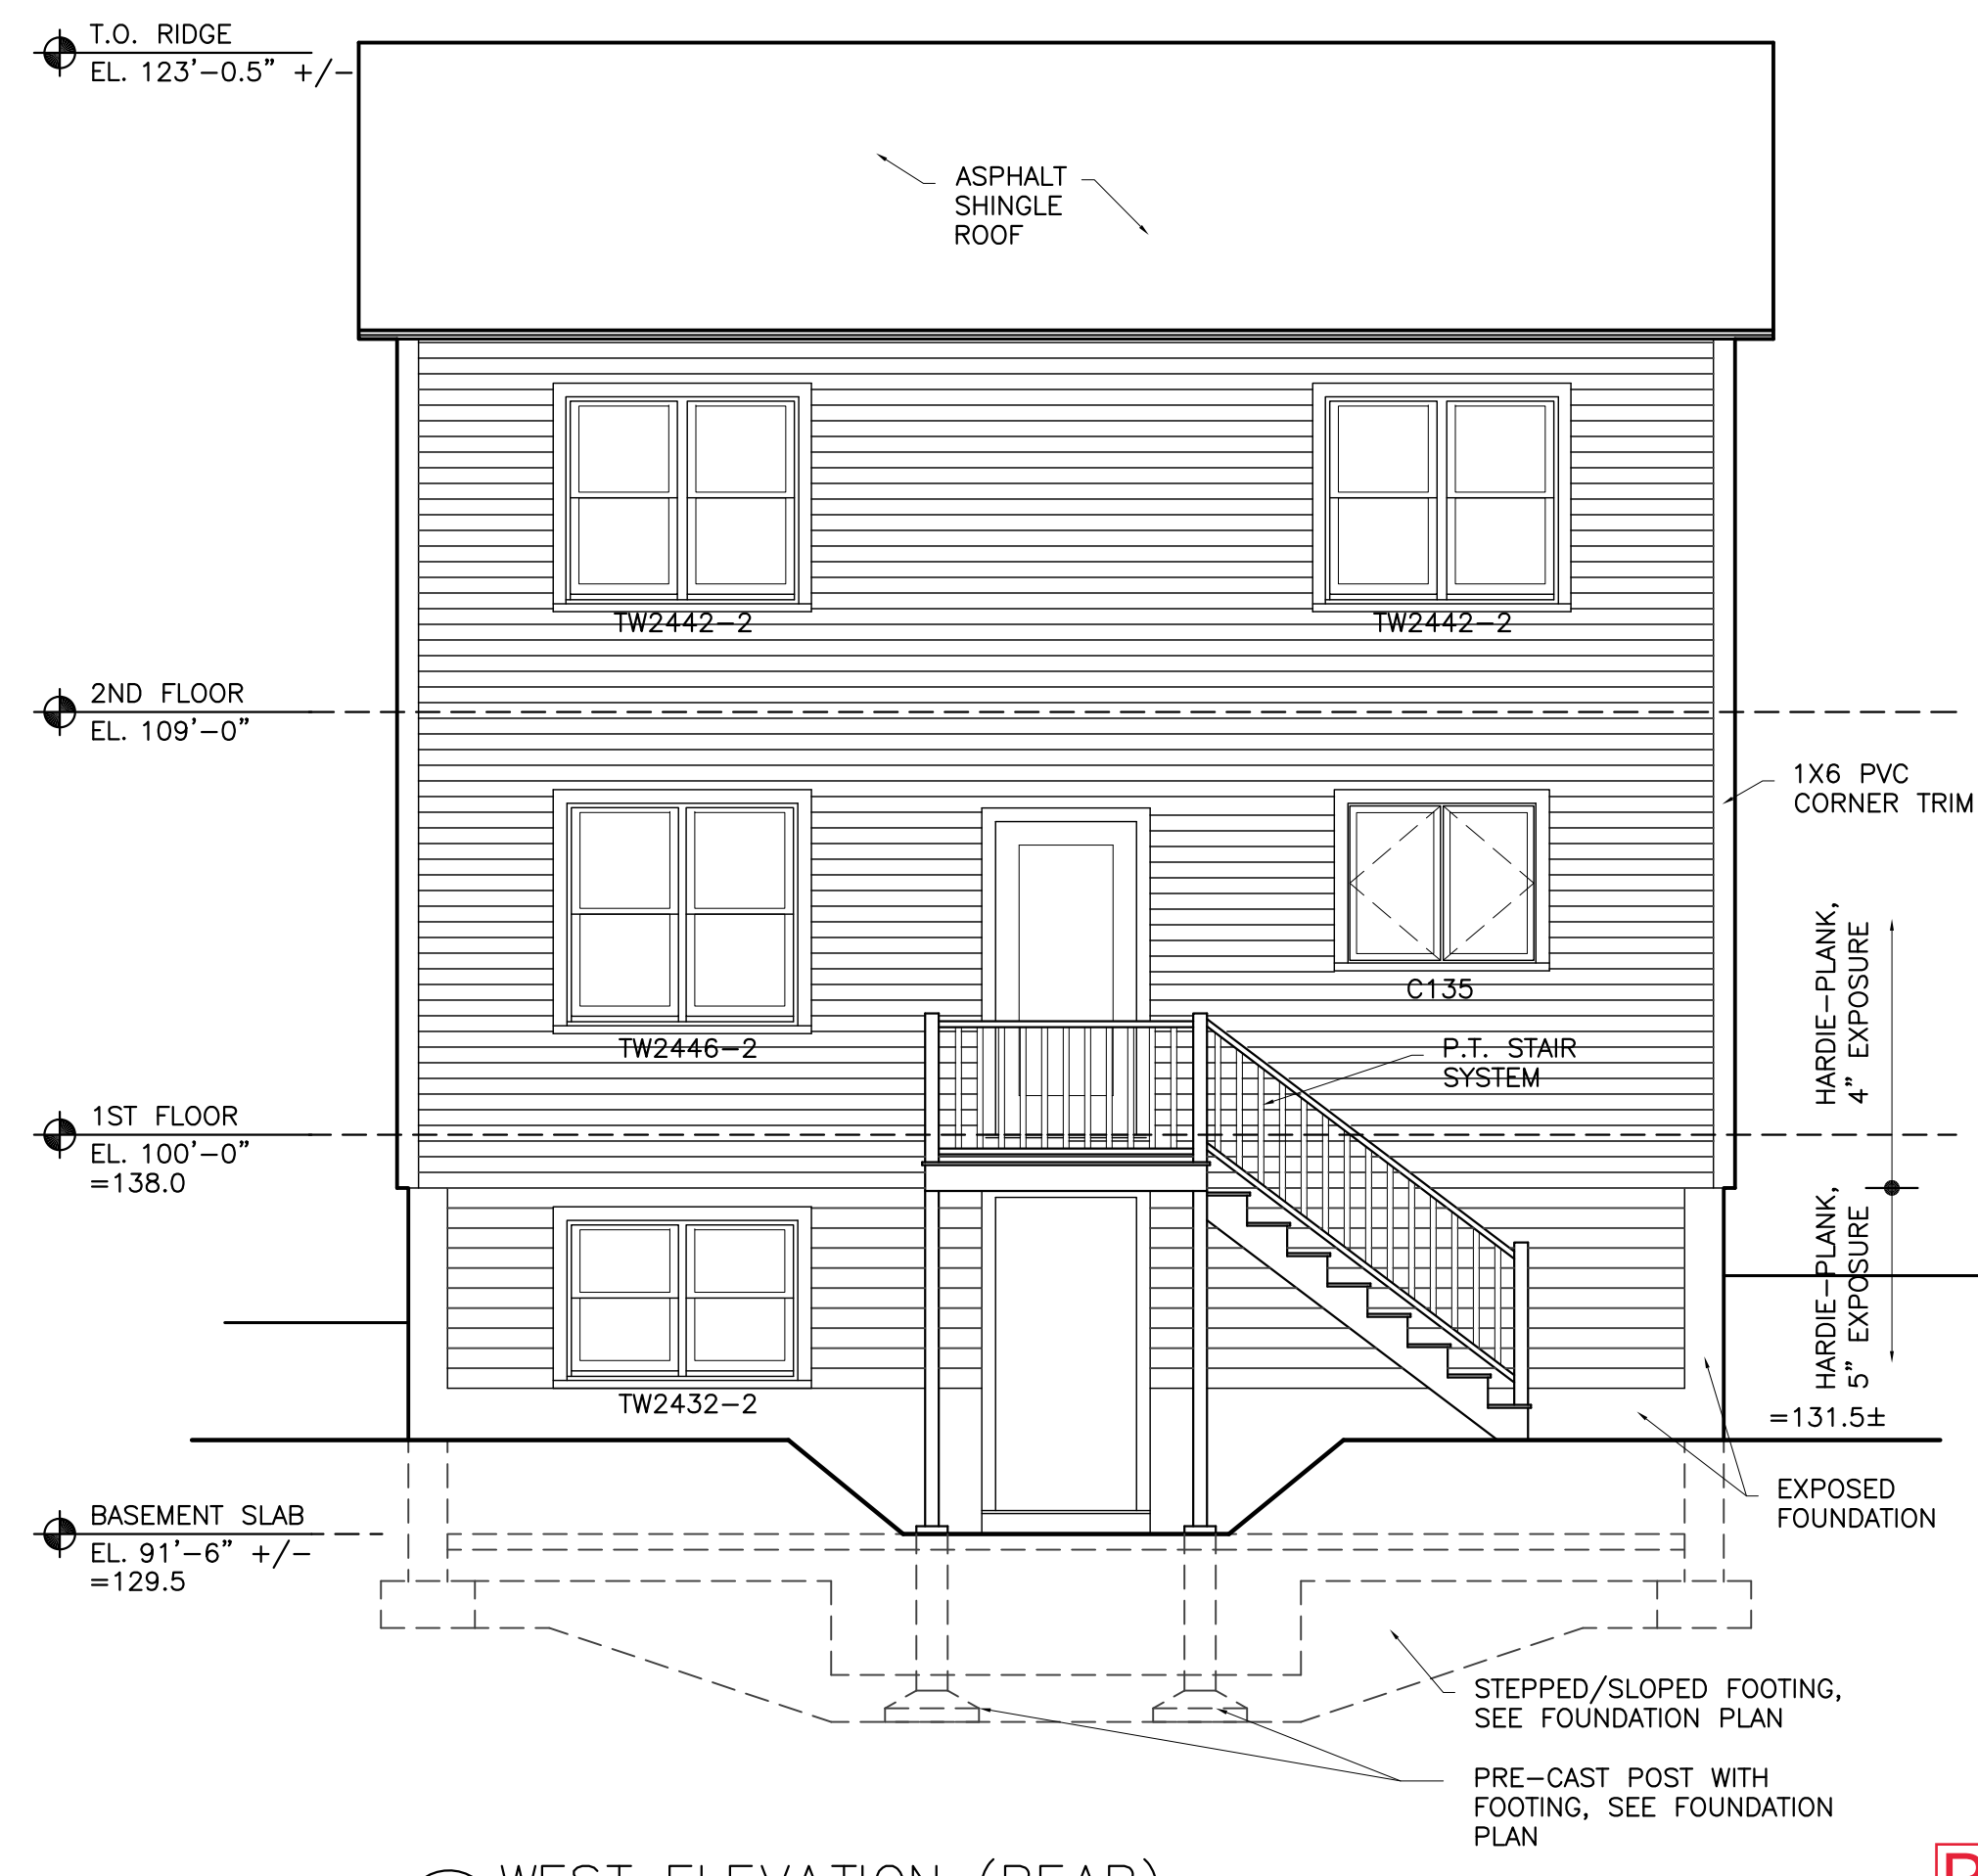 T.O. RIDGE
EL. 123'-0.5" +/-
ASPHALT
SHINGLE
ROOF
TW2442-2
TW2442-2
2ND FLOOR
EL. 109'-0"
1X6 PVC
CORNER TRIM
HARDIE-PLANK,
4" EXPOSURE
C135
TW2446-2
P.T. STAIR
SYSTEM
1ST FLOOR
EL. 100'-0"
=138.0
HARDIE-PLANK,
5" EXPOSURE
TW2432-2
=131.5±
EXPOSED
FOUNDATION
BASEMENT SLAB
EL. 91'-6" +/-
=129.5
STEPPED/SLOPED FOOTING,
SEE FOUNDATION PLAN
PRE-CAST POST WITH
FOOTING, SEE FOUNDATION
PLAN
WEST ELEVATION (REAR)